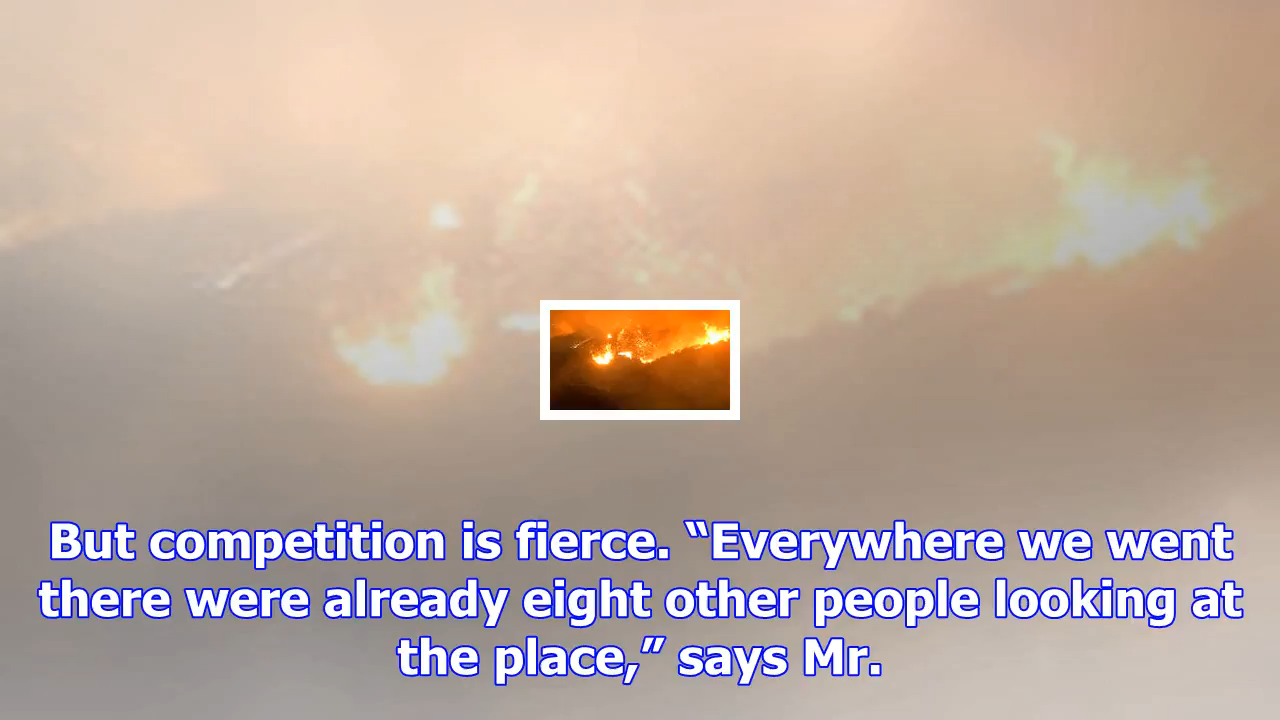 But competition is fierce. “Everywhere we went
there were already eight other people looking at
the place,” says Mr.